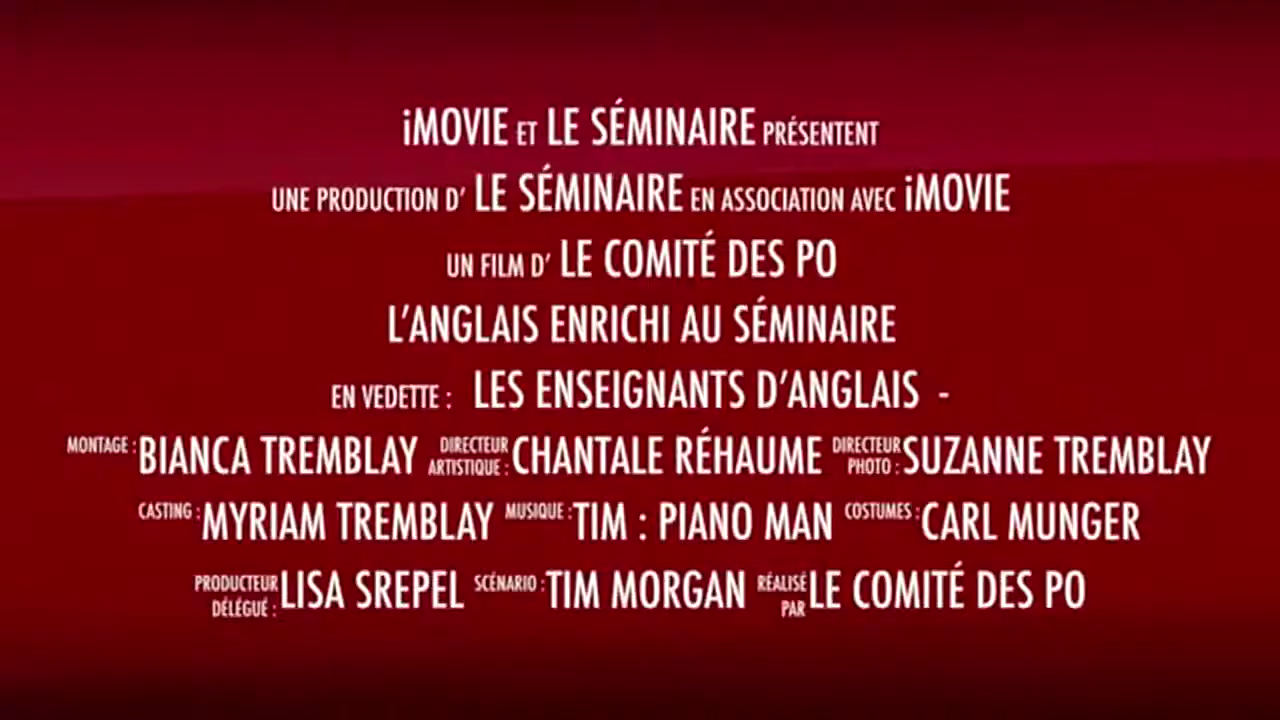 iMOVIE ET LE SÉMINAIRE PRÉSENTENT
UNE PRODUCTION D' LE SÉMINAIRE EN ASSOCIATION AVEC iMOVIE
UN FILM D' LE COMITÉ DES PO
L'ANGLAIS ENRICHI AU SÉMINAIRE
EN VEDETTE : LES ENSEIGNANTS D'ANGLAIS -
MONTAGE : BIANCA TREMBLAY DIRECTEUR ARTISTIQUE : CHANTALE RÉHAUME DIRECTEUR PHOTO : SUZANNE TREMBLAY
CASTING : MYRIAM TREMBLAY MUSIQUE : TIM : PIANO MAN COSTUMES : CARL MUNGER
PRODUCTEUR DÉLÉGUÉ : LISA SREPEL SCÉNARIO : TIM MORGAN RÉALISÉ PAR LE COMITÉ DES PO